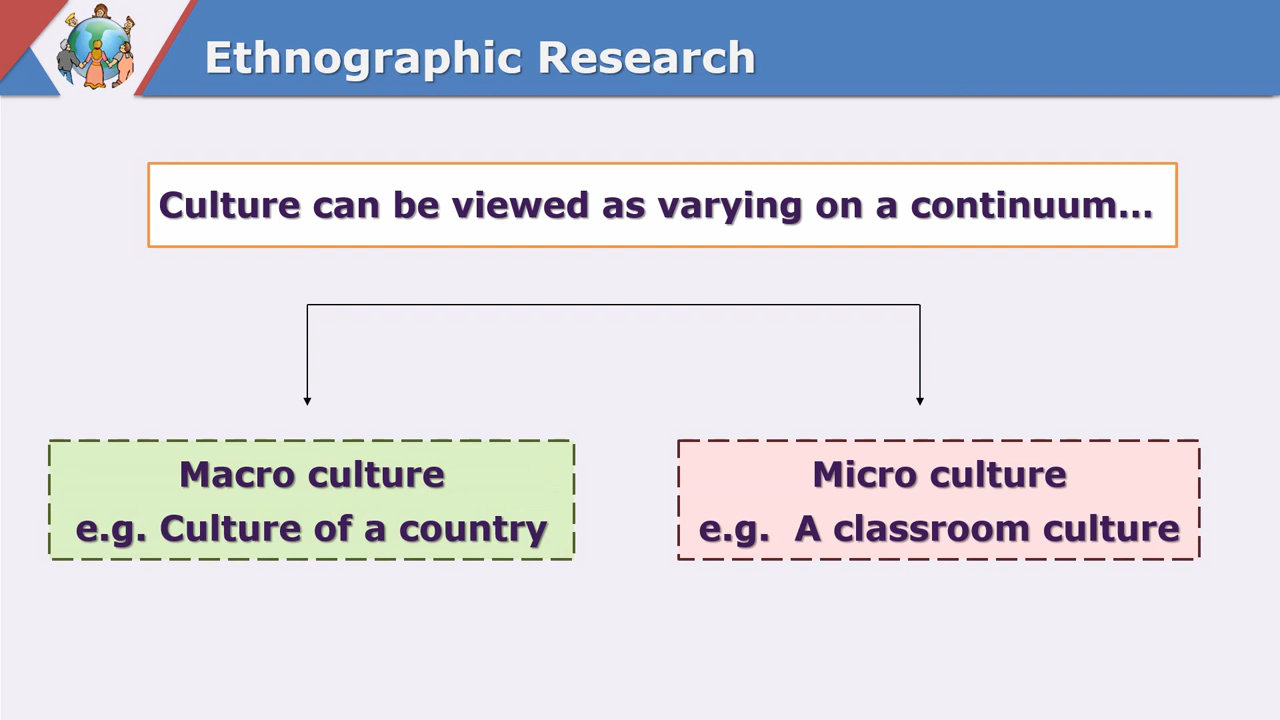 Ethnographic Research
Culture can be viewed as varying on a continuum...
Macro culture
e.g. Culture of a country
Micro culture
e.g. A classroom culture